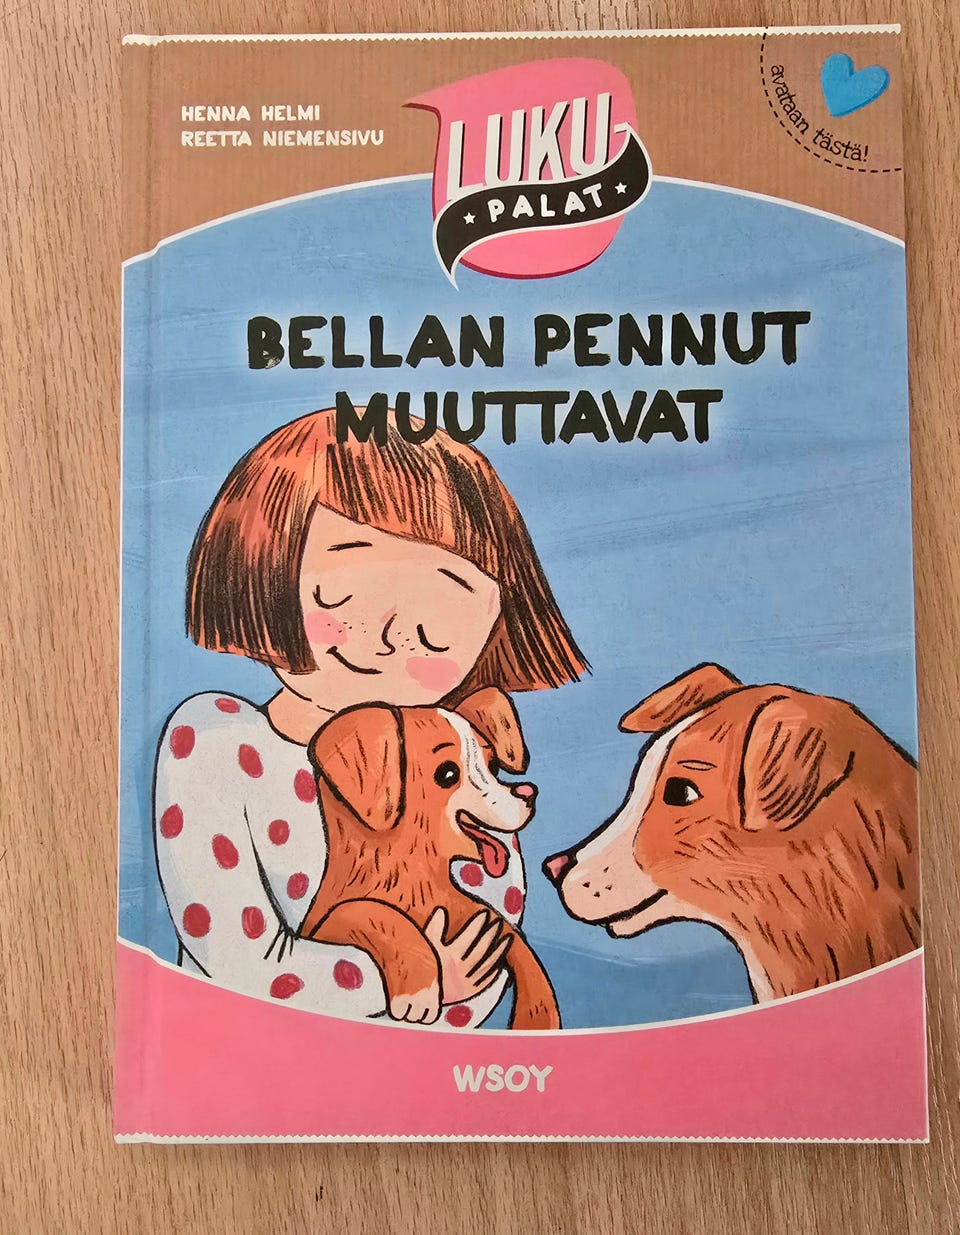 HENNA HELMI
REETTA NIEMENSIVU
LUKU
PALAT
avataan tästä!
BELLAN PENNUT
MUUTTAVAT
WSOY